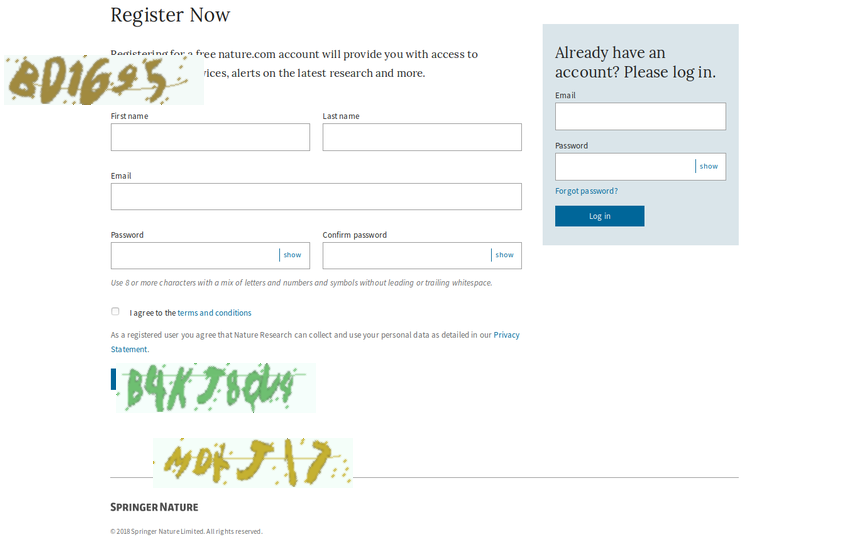 Register Now
Registering for a free nature.com account will provide you with access to
alerts on the latest research and more.
Already have an
account? Please log in.
Email
Password
show
Forgot password?
Log in
First name
Last name
Email
Password
show
Confirm password
show
Use 8 or more characters with a mix of letters and numbers and symbols without leading or trailing whitespace.
I agree to the terms and conditions
As a registered user you agree that Nature Research can collect and use your personal data as detailed in our Privacy
Statement.
SPRINGER NATURE
© 2018 Springer Nature Limited. All rights reserved.